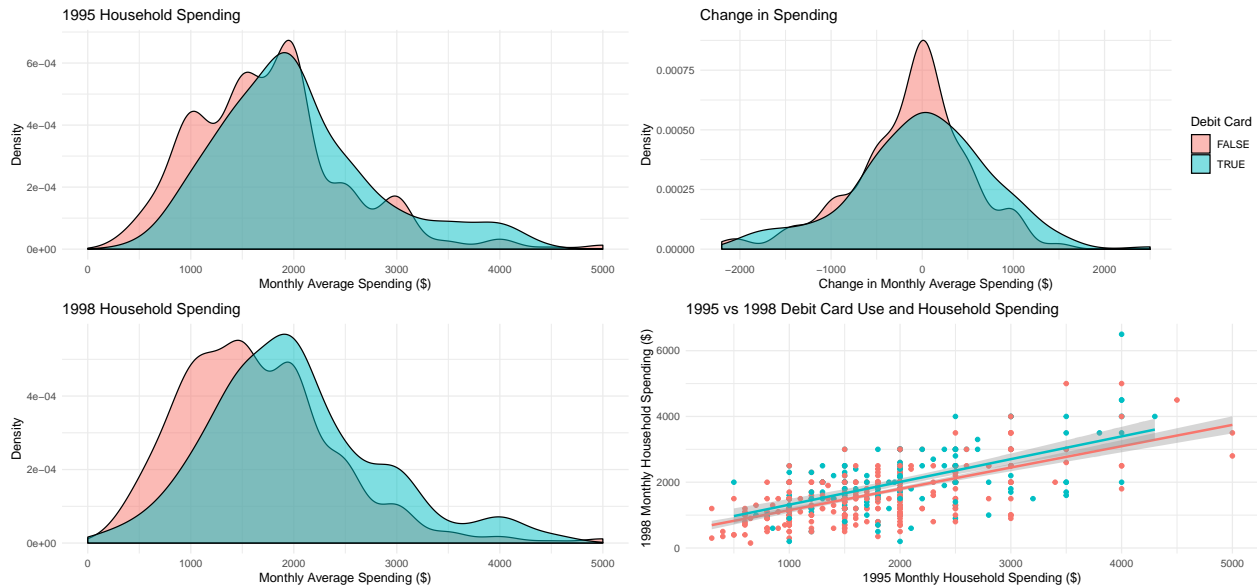 1995 Household Spending
Density
6e−04
4e−04
2e−04
0e+00
0 1000 2000 3000 4000 5000
Monthly Average Spending ($)
Change in Spending
Density
0.00075
0.00050
0.00025
0.00000
−2000 −1000 0 1000 2000
Change in Monthly Average Spending ($)
Debit Card
FALSE
TRUE
1998 Household Spending
Density
4e−04
2e−04
0e+00
0 1000 2000 3000 4000 5000
Monthly Average Spending ($)
1995 vs 1998 Debit Card Use and Household Spending
1998 Monthly Household Spending ($)
6000
4000
2000
0
1000 2000 3000 4000 5000
1995 Monthly Household Spending ($)